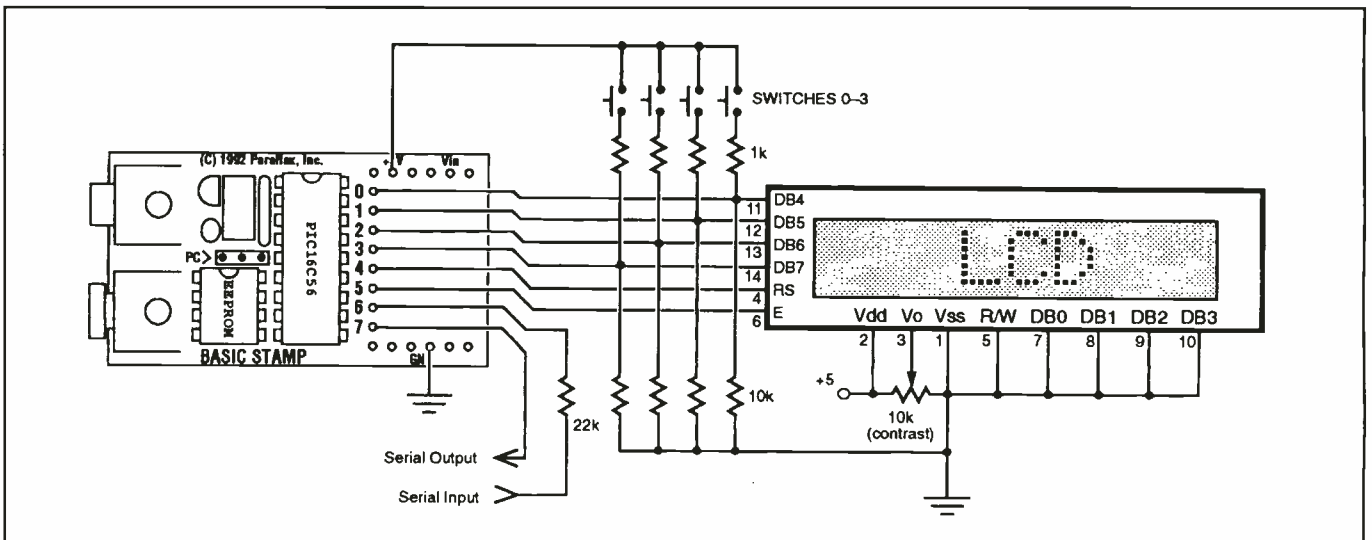 SWITCHES 0–3
(C) 1992 Parallax, Inc.
+ V
Vin
1k
0
1
2
3
4
5
6
7
PIC16C56
PC>
EEPROM
BASIC STAMP
GN
DB4
11
DB5
12
DB6
13
DB7
14
RS
4
E
6
LCD
Vdd
Vo
Vss
R/W
DB0
DB1
DB2
DB3
2
3
1
5
7
8
9
10
+5
10k
(contrast)
10k
22k
Serial Output
Serial Input